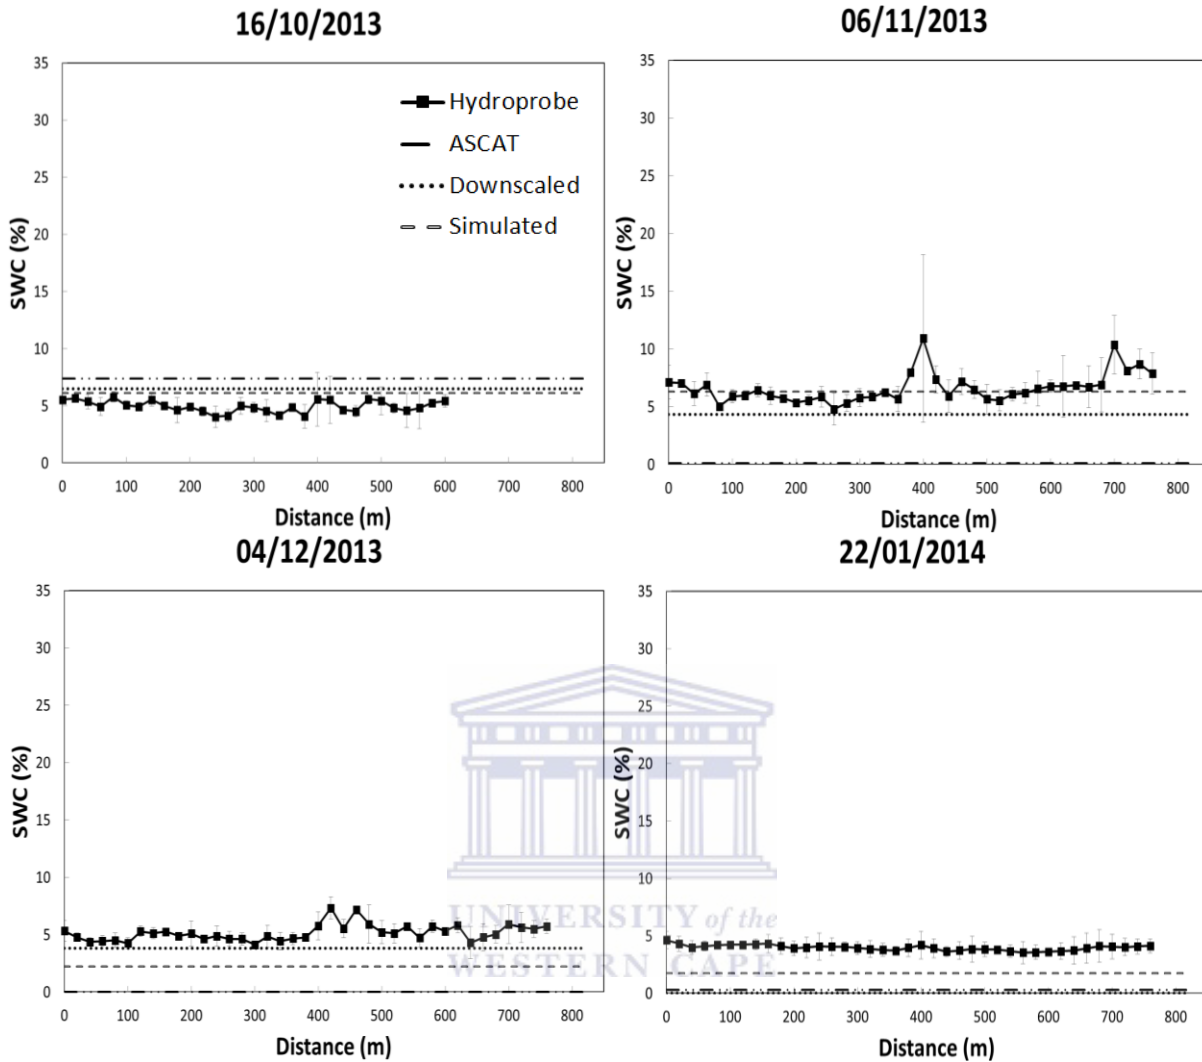 16/10/2013
35
30
25
20
15
10
5
0
SWC (%)
0 100 200 300 400 500 600 700 800
Distance (m)
Hydroprobe
ASCAT
Downscaled
Simulated
06/11/2013
35
30
25
20
15
10
5
0
SWC (%)
0 100 200 300 400 500 600 700 800
Distance (m)
04/12/2013
35
30
25
20
15
10
5
0
SWC (%)
0 100 200 300 400 500 600 700 800
Distance (m)
22/01/2014
35
30
25
20
15
10
5
0
SWC (%)
0 100 200 300 400 500 600 700 800
Distance (m)
UNIVERSITY of the
WESTERN CAPE